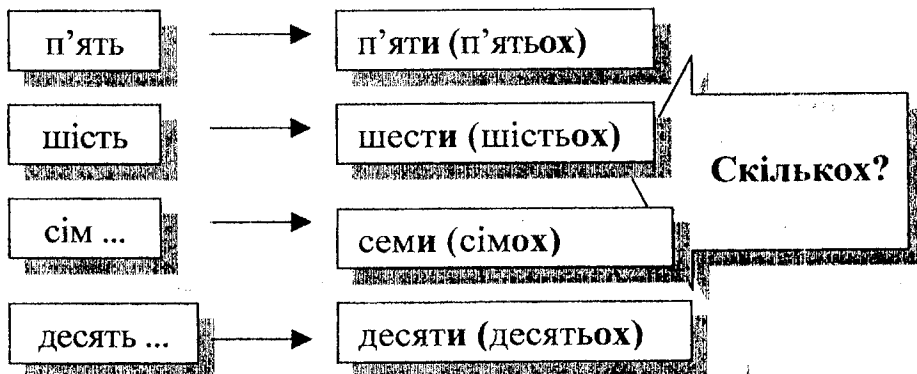 п’ять п’яти (п’ятьох)
шість шести (шістьох)
Скількох?
сім ... семи (сімох)
десять ... десяти (десятьох)